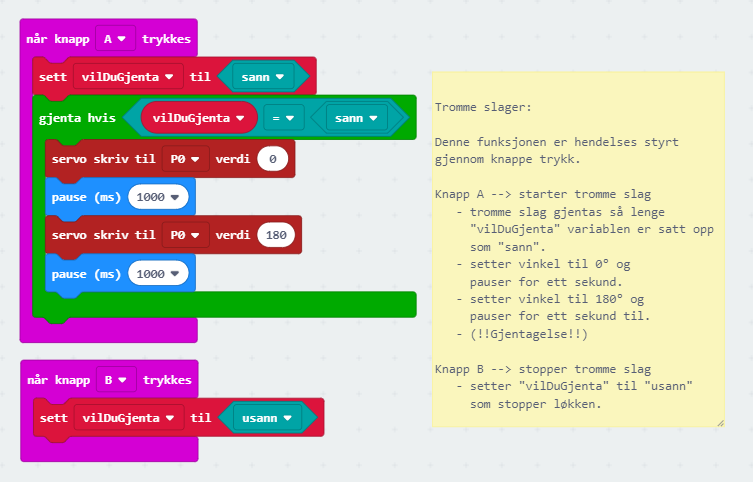 når knapp A trykkes
sett vilDuGjenta til sann
gjenta hvis vilDuGjenta = sann
servo skriv til P0 verdi 0
pause (ms) 1000
servo skriv til P0 verdi 180
pause (ms) 1000
når knapp B trykkes
sett vilDuGjenta til usann
Tromme slager:
Denne funksjonen er hendelses styrt
gjennom knappe trykk.
Knapp A --> starter tromme slag
- tromme slag gjentas så lenge
"vilDuGjenta" variablen er satt opp
som "sann".
- setter vinkel til 0° og
pauser for ett sekund.
- setter vinkel til 180° og
pauser for ett sekund til.
- (!!Gjentagelse!!)
Knapp B --> stopper tromme slag
- setter "vilDuGjenta" til "usann"
som stopper løkken.